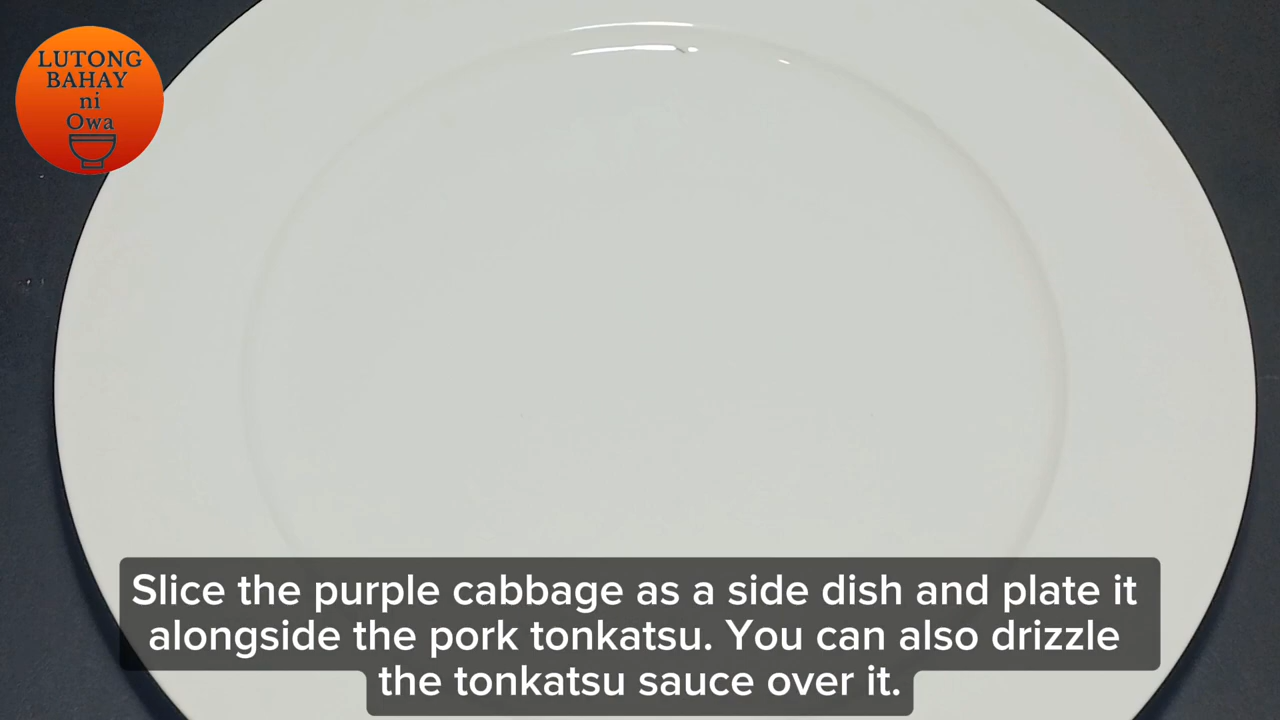 LUTONG
BAHAY
ni
Owa
Slice the purple cabbage as a side dish and plate it
alongside the pork tonkatsu. You can also drizzle
the tonkatsu sauce over it.